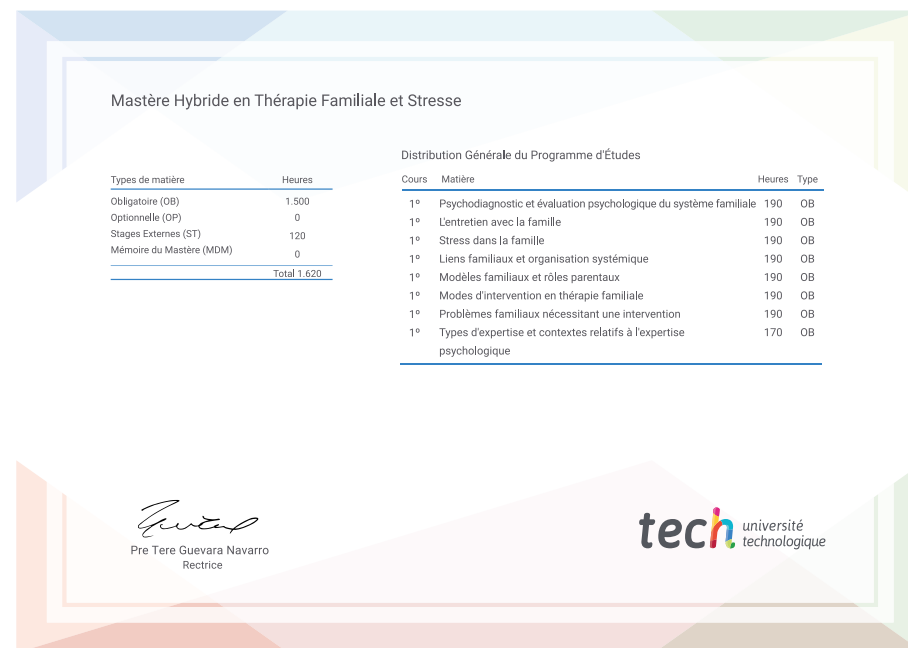 Mastère Hybride en Thérapie Familiale et Stresse
Types de matière Heures
Obligatoire (OB) 1.500
Optionnelle (OP) 0
Stages Externes (ST) 120
Mémoire du Mastère (MDM) 0
Total 1.620
Distribution Générale du Programme d'Études
Cours Matière Heures Type
1º Psychodiagnostic et évaluation psychologique du système familiale 190 OB
1º L'entretien avec la famille 190 OB
1º Stress dans la famille 190 OB
1º Liens familiaux et organisation systémique 190 OB
1º Modèles familiaux et rôles parentaux 190 OB
1º Modes d'intervention en thérapie familiale 190 OB
1º Problèmes familiaux nécessitant une intervention 190 OB
1º Types d'expertise et contextes relatifs à l'expertise 170 OB
psychologique
Pre Tere Guevara Navarro
Rectrice
tech université
technologique